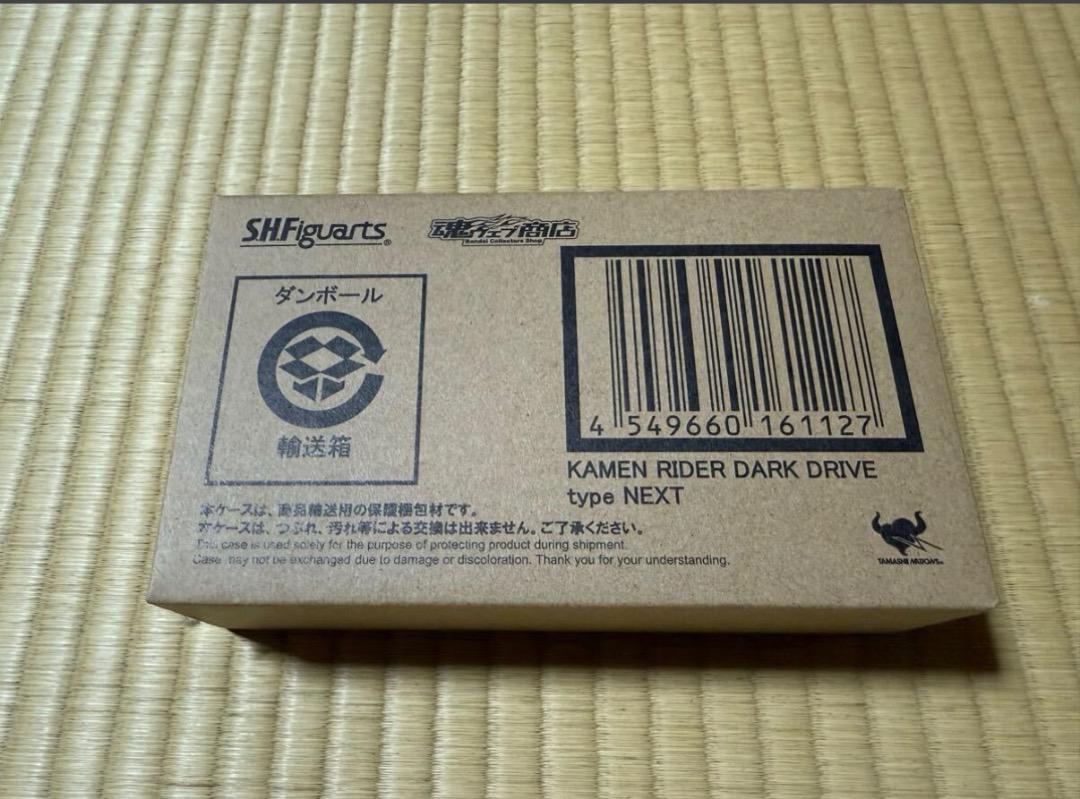 S.H.Figuarts®
魂ウェブ商店
Bandai Collectors Shop
ダンボール
輸送箱
4 549660 161127
KAMEN RIDER DARK DRIVE
type NEXT
本ケースは、商品輸送用の保護梱包材です。
本ケースは、つぶれ、汚れ等による交換は出来ません。ご了承ください。
This case is used solely for the purpose of protecting product during shipment.
Case may not be exchanged due to damage or discoloration. Thank you for your understanding.
TAMASHII NATIONS